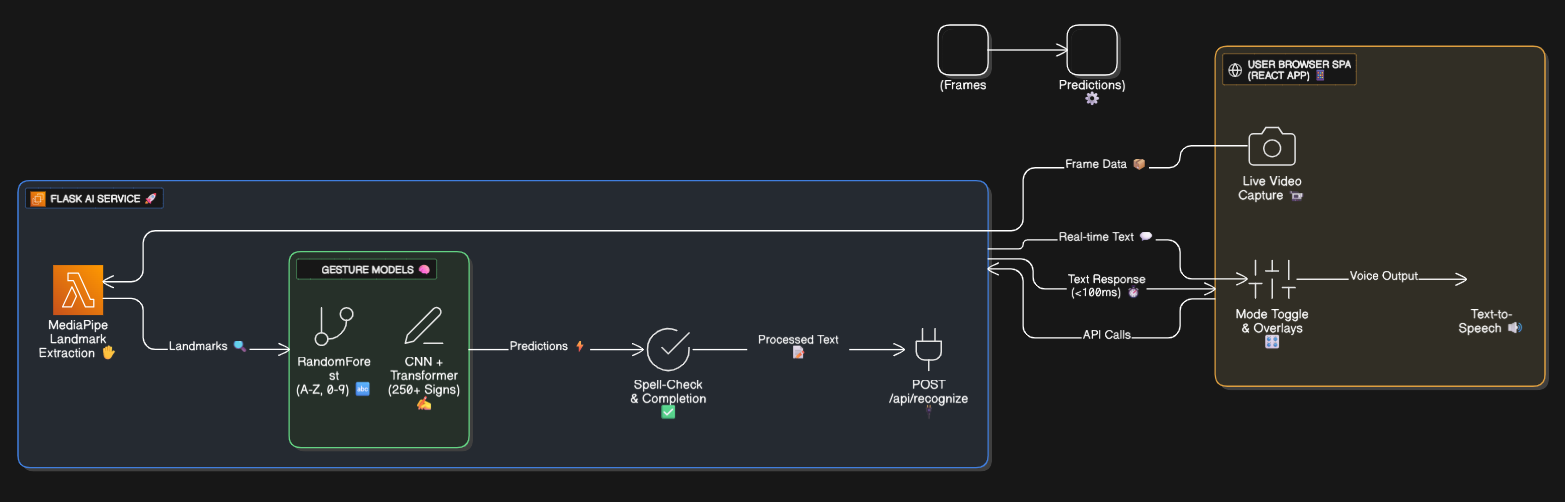 (Frames
Predictions)
USER BROWSER SPA
(REACT APP)
Live Video
Capture
Frame Data
Real-time Text
Text Response
(<100ms)
API Calls
Mode Toggle
& Overlays
Voice Output
Text-to-
Speech
FLASK AI SERVICE
MediaPipe
Landmark
Extraction
Landmarks
GESTURE MODELS
RandomFore
st
(A-Z, 0-9)
abc
CNN +
Transformer
(250+ Signs)
Predictions
Spell-Check
& Completion
Processed Text
POST
/api/recognize